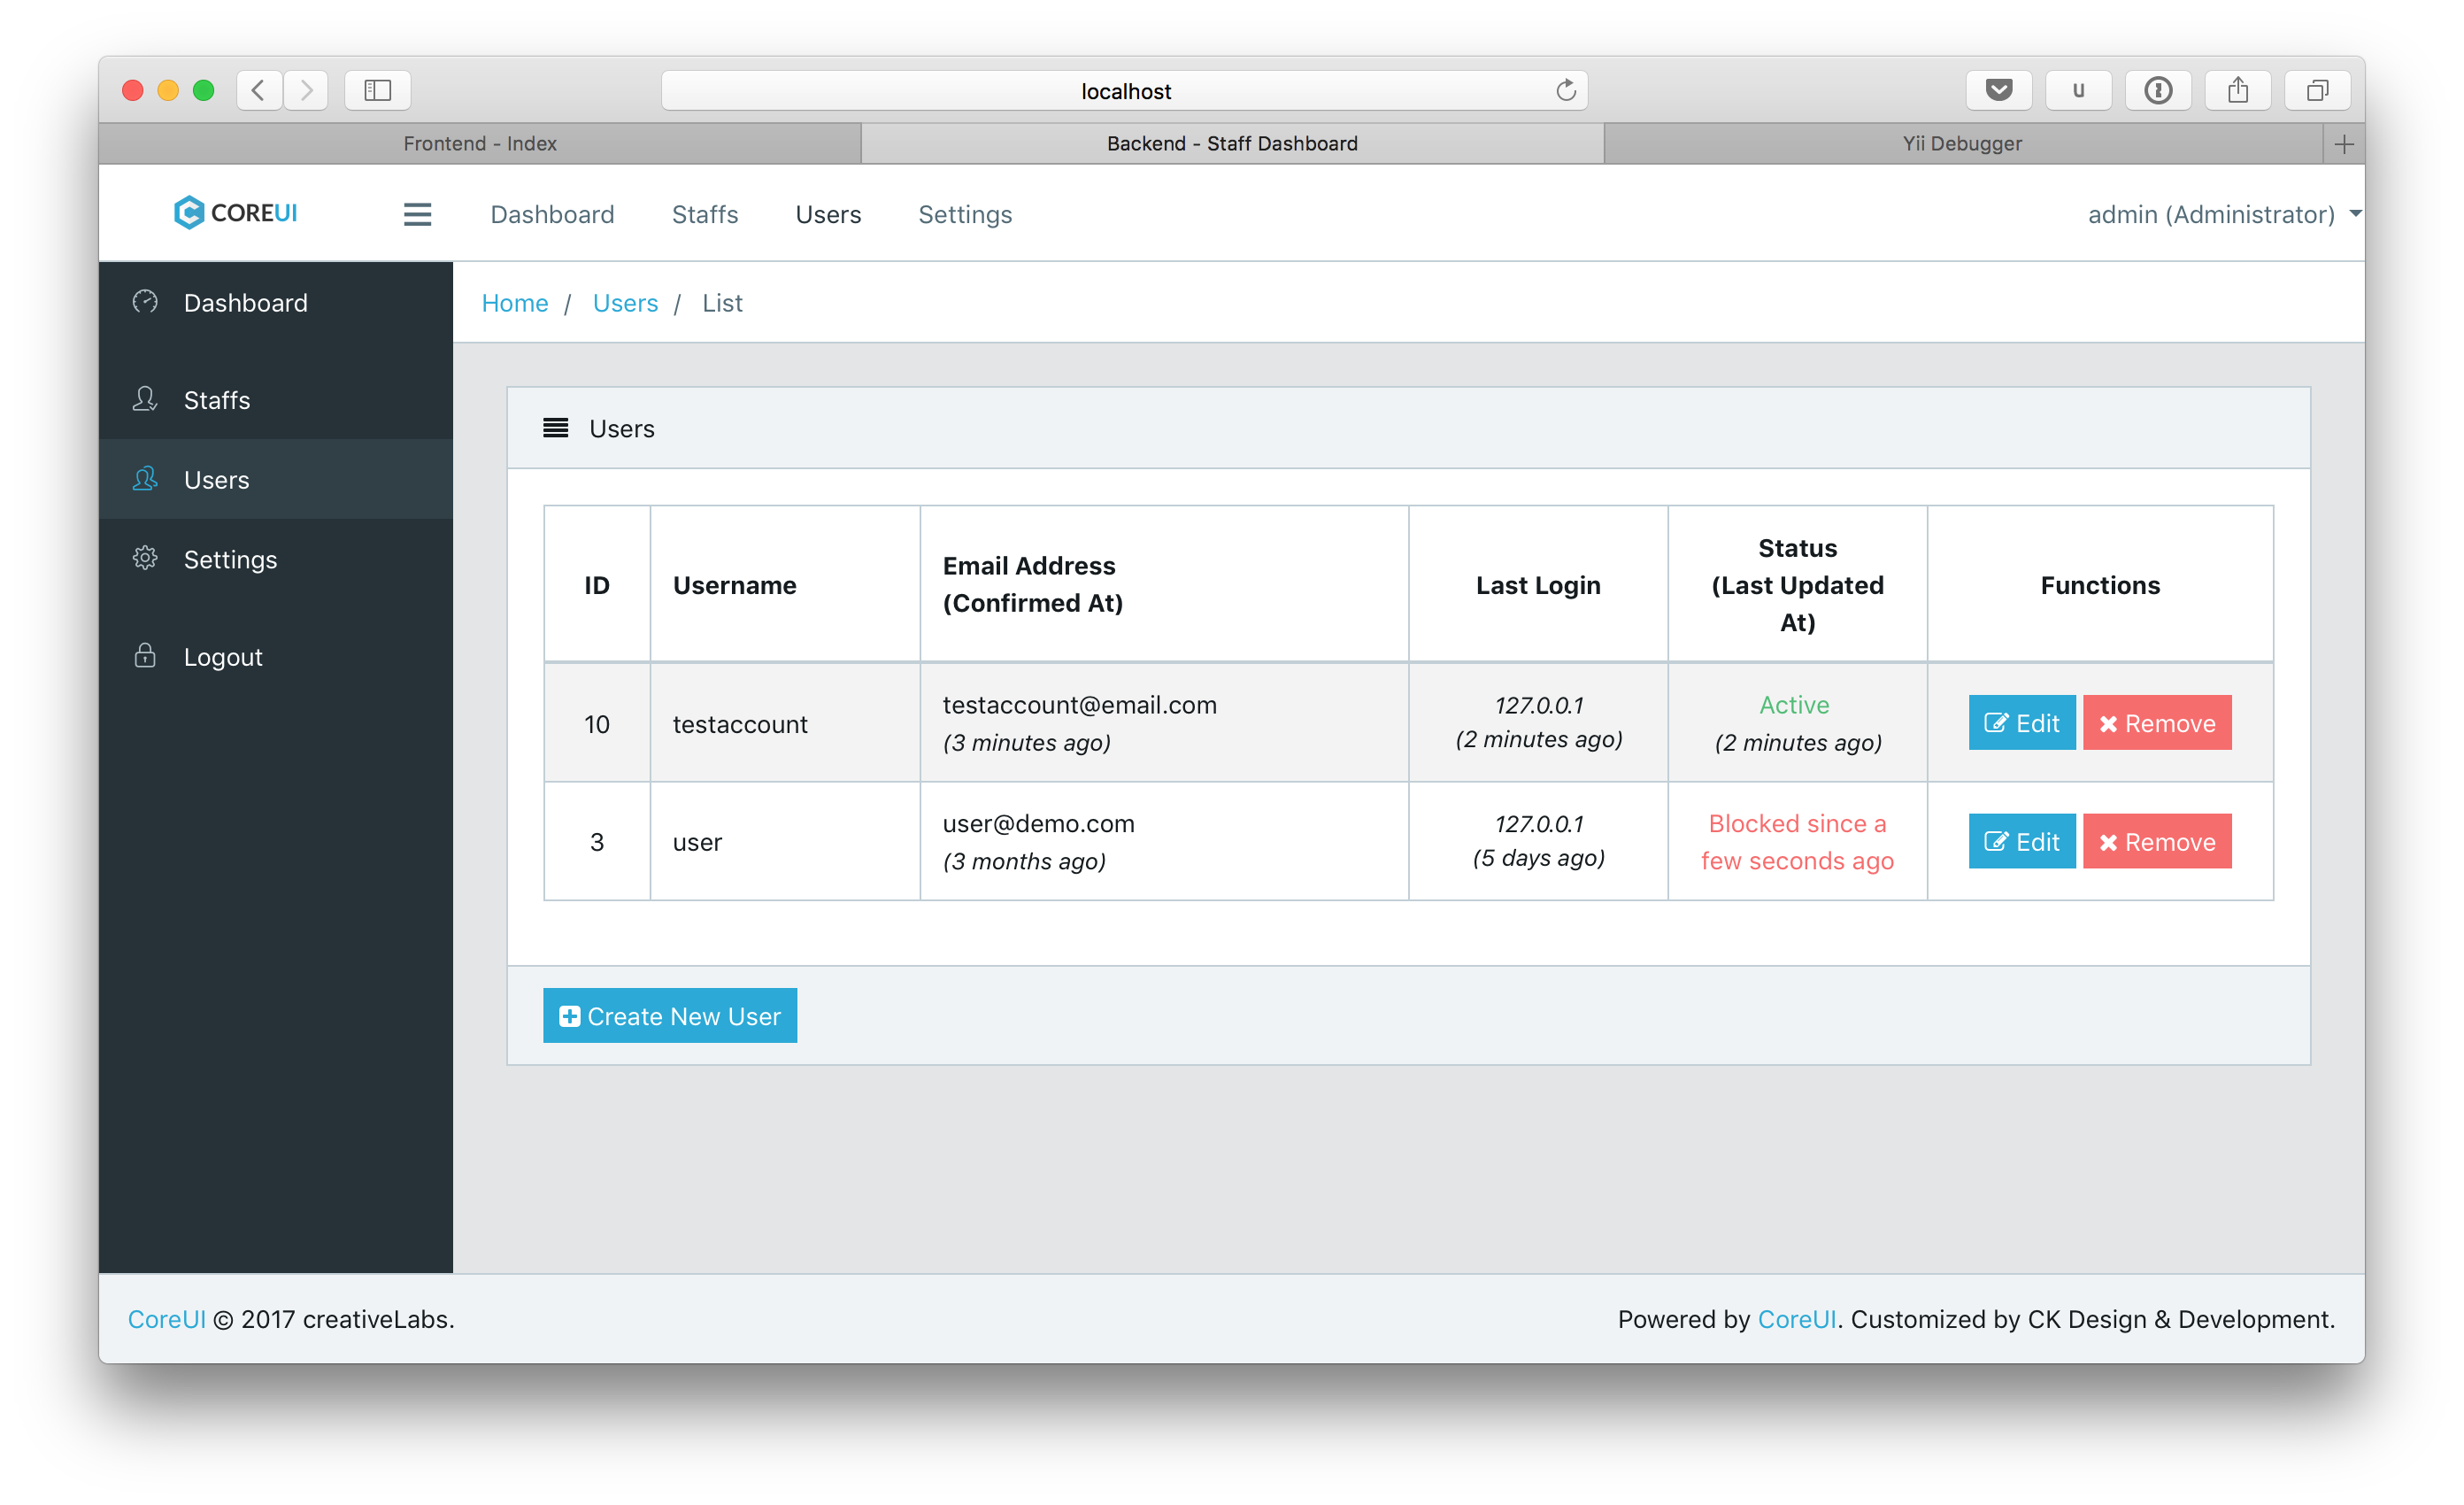 localhost
u
Frontend - Index
Backend - Staff Dashboard
Yii Debugger
COREUI
Dashboard
Staffs
Users
Settings
admin (Administrator)
Dashboard
Staffs
Users
Settings
Logout
Home / Users / List
Users
ID
Username
Email Address
(Confirmed At)
Last Login
Status
(Last Updated
At)
Functions
10
testaccount
testaccount@email.com
(3 minutes ago)
127.0.0.1
(2 minutes ago)
Active
(2 minutes ago)
Edit
Remove
3
user
user@demo.com
(3 months ago)
127.0.0.1
(5 days ago)
Blocked since a
few seconds ago
Edit
Remove
Create New User
CoreUI © 2017 creativeLabs.
Powered by CoreUI. Customized by CK Design & Development.